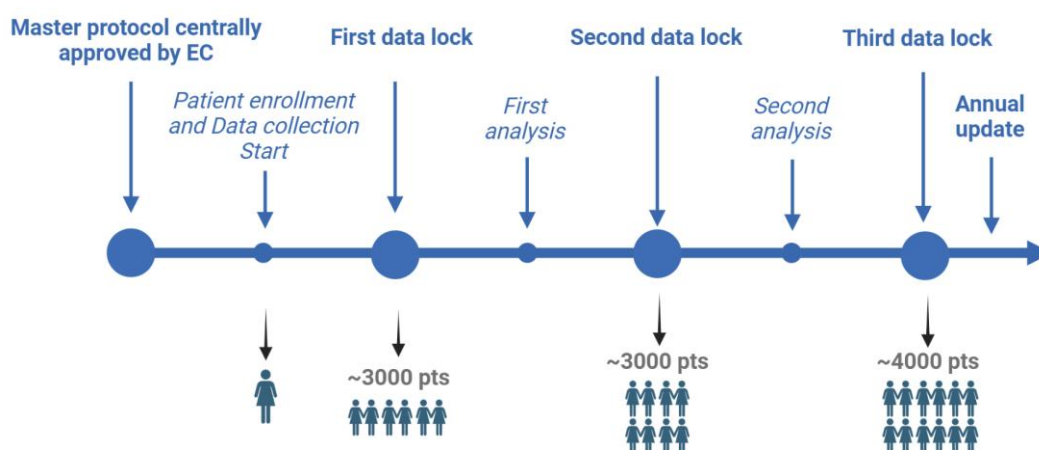 Master protocol centrally
approved by EC
First data lock
Second data lock
Third data lock
Patient enrollment
and Data collection
Start
First
analysis
Second
analysis
Annual
update
~3000 pts
~3000 pts
~4000 pts